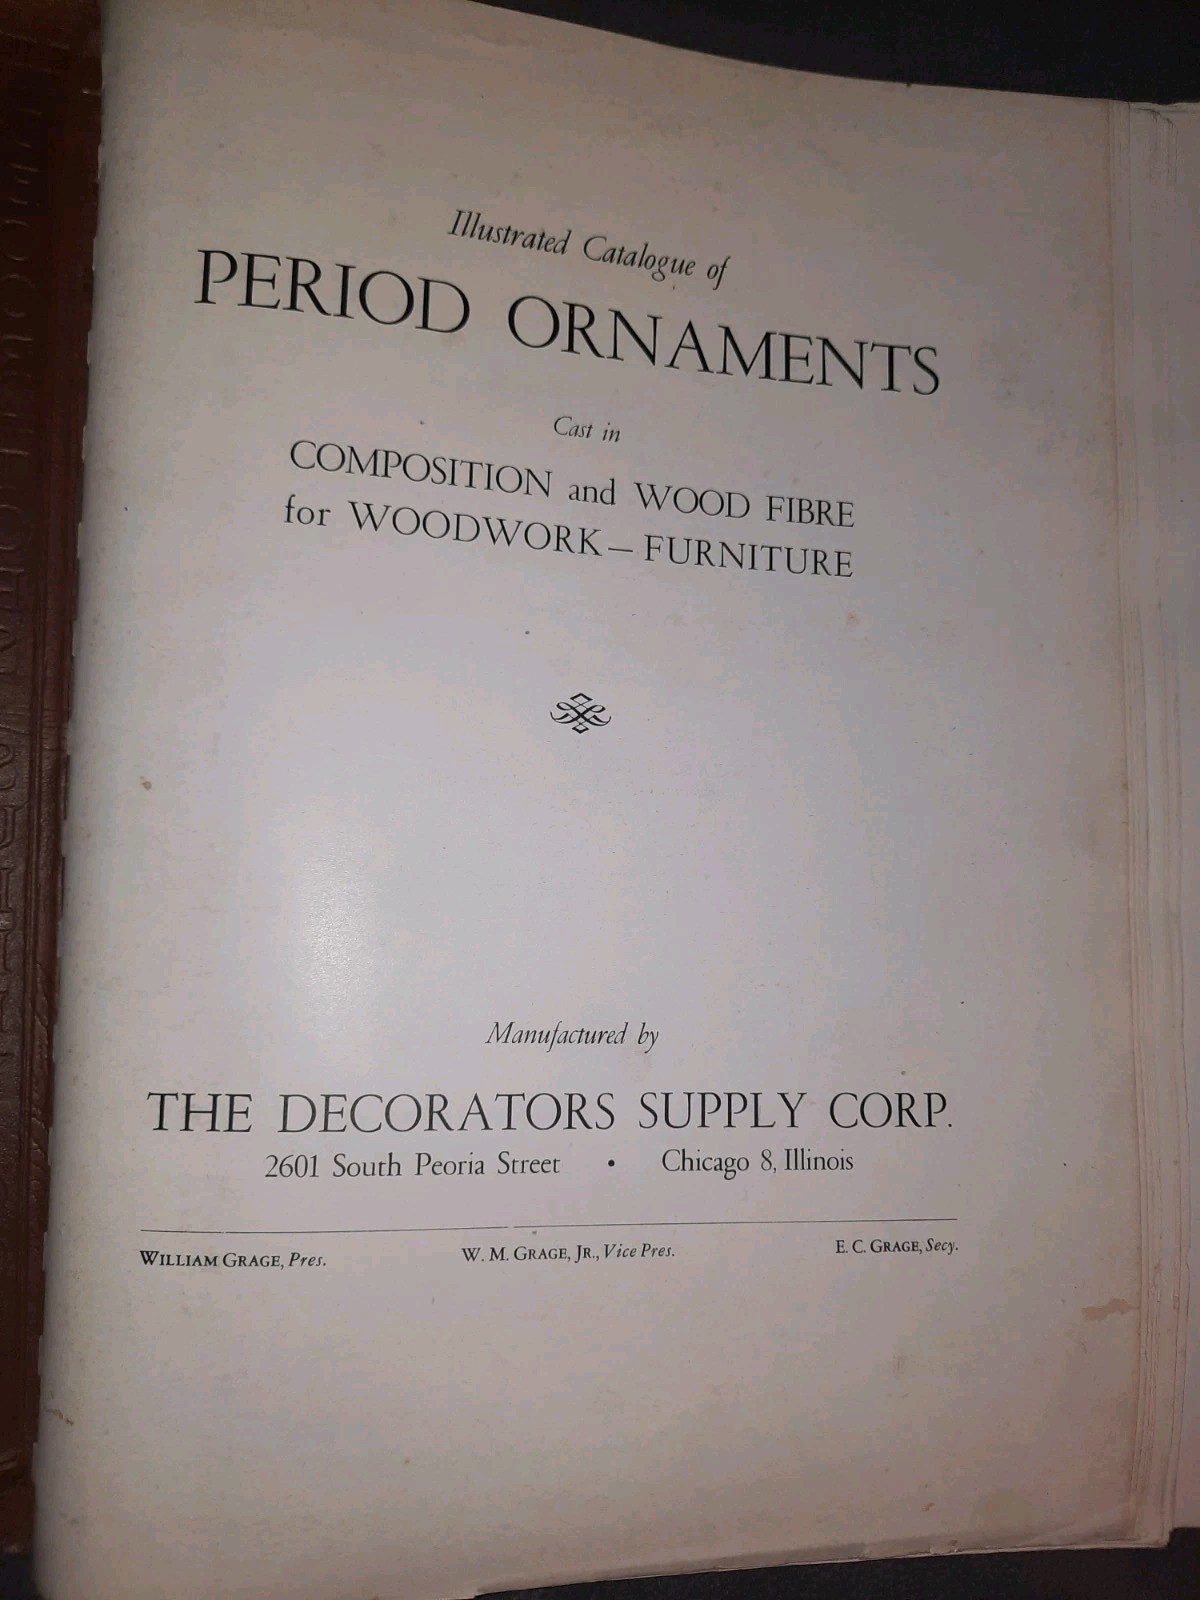 Illustrated Catalogue of
PERIOD ORNAMENTS
Cast in
COMPOSITION and WOOD FIBRE
for WOODWORK — FURNITURE
Manufactured by
THE DECORATORS SUPPLY CORP.
2601 South Peoria Street • Chicago 8, Illinois
WILLIAM GRAGE, Pres. W. M. GRAGE, JR., Vice Pres. E. C. GRAGE, Secy.